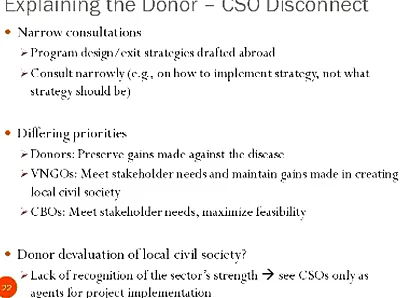 Explaining the Donor – CSO Disconnect
• Narrow consultations
➢ Program design/exit strategies drafted abroad
➢ Consult narrowly (e.g., on how to implement strategy, not what
strategy should be)
• Differing priorities
➢ Donors: Preserve gains made against the disease
➢ VNGOs: Meet stakeholder needs and maintain gains made in creating
local civil society
➢ CBOs: Meet stakeholder needs, maximize feasibility
• Donor devaluation of local civil society?
➢ Lack of recognition of the sector's strength → see CSOs only as
agents for project implementation
22